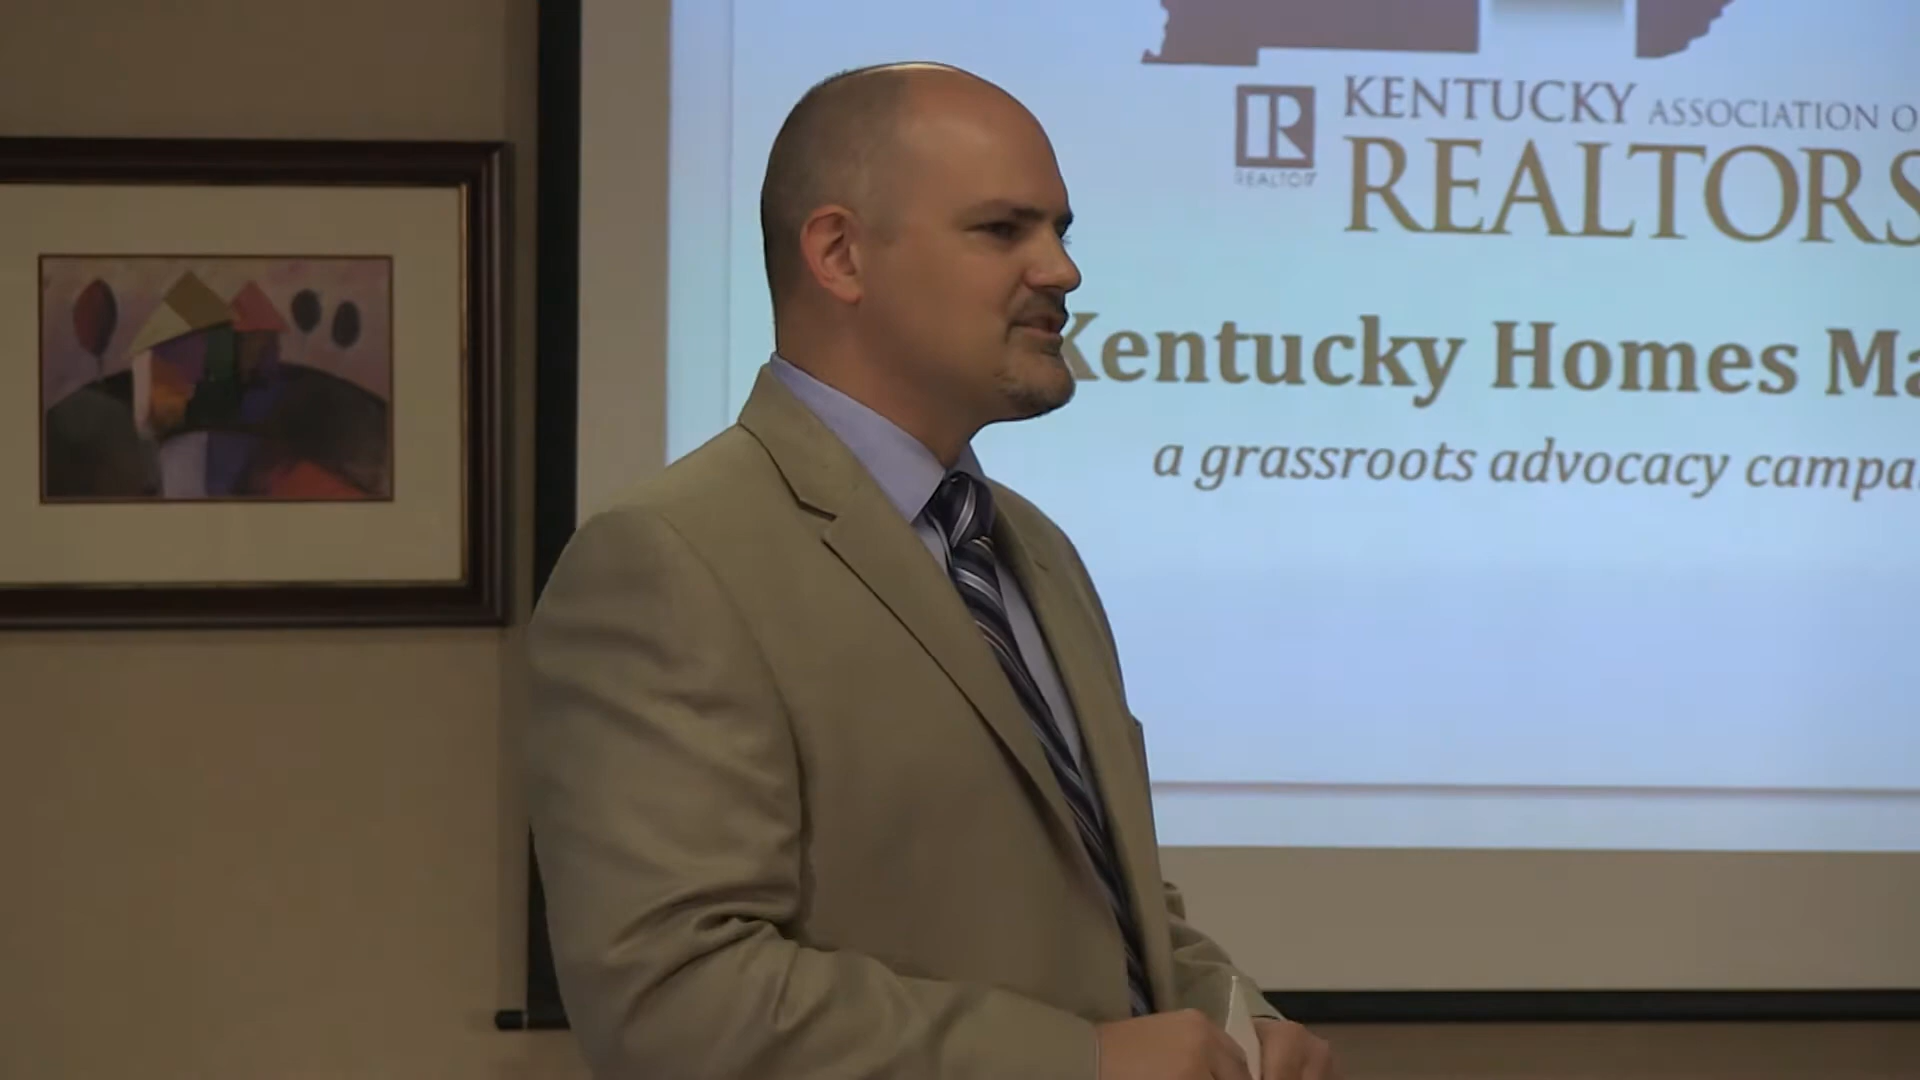 KENTUCKY ASSOCIATION O
REALTORS
REALTOR
Kentucky Homes Ma
a grassroots advocacy campa